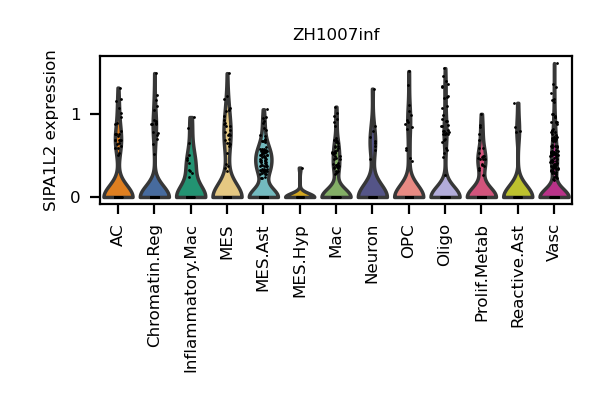 ZH1007inf
SIPA1L2 expression
1
0
AC
Chromatin.Reg
Inflammatory.Mac
MES
MES.Ast
MES.Hyp
Mac
Neuron
OPC
Oligo
Prolif.Metab
Reactive.Ast
Vasc